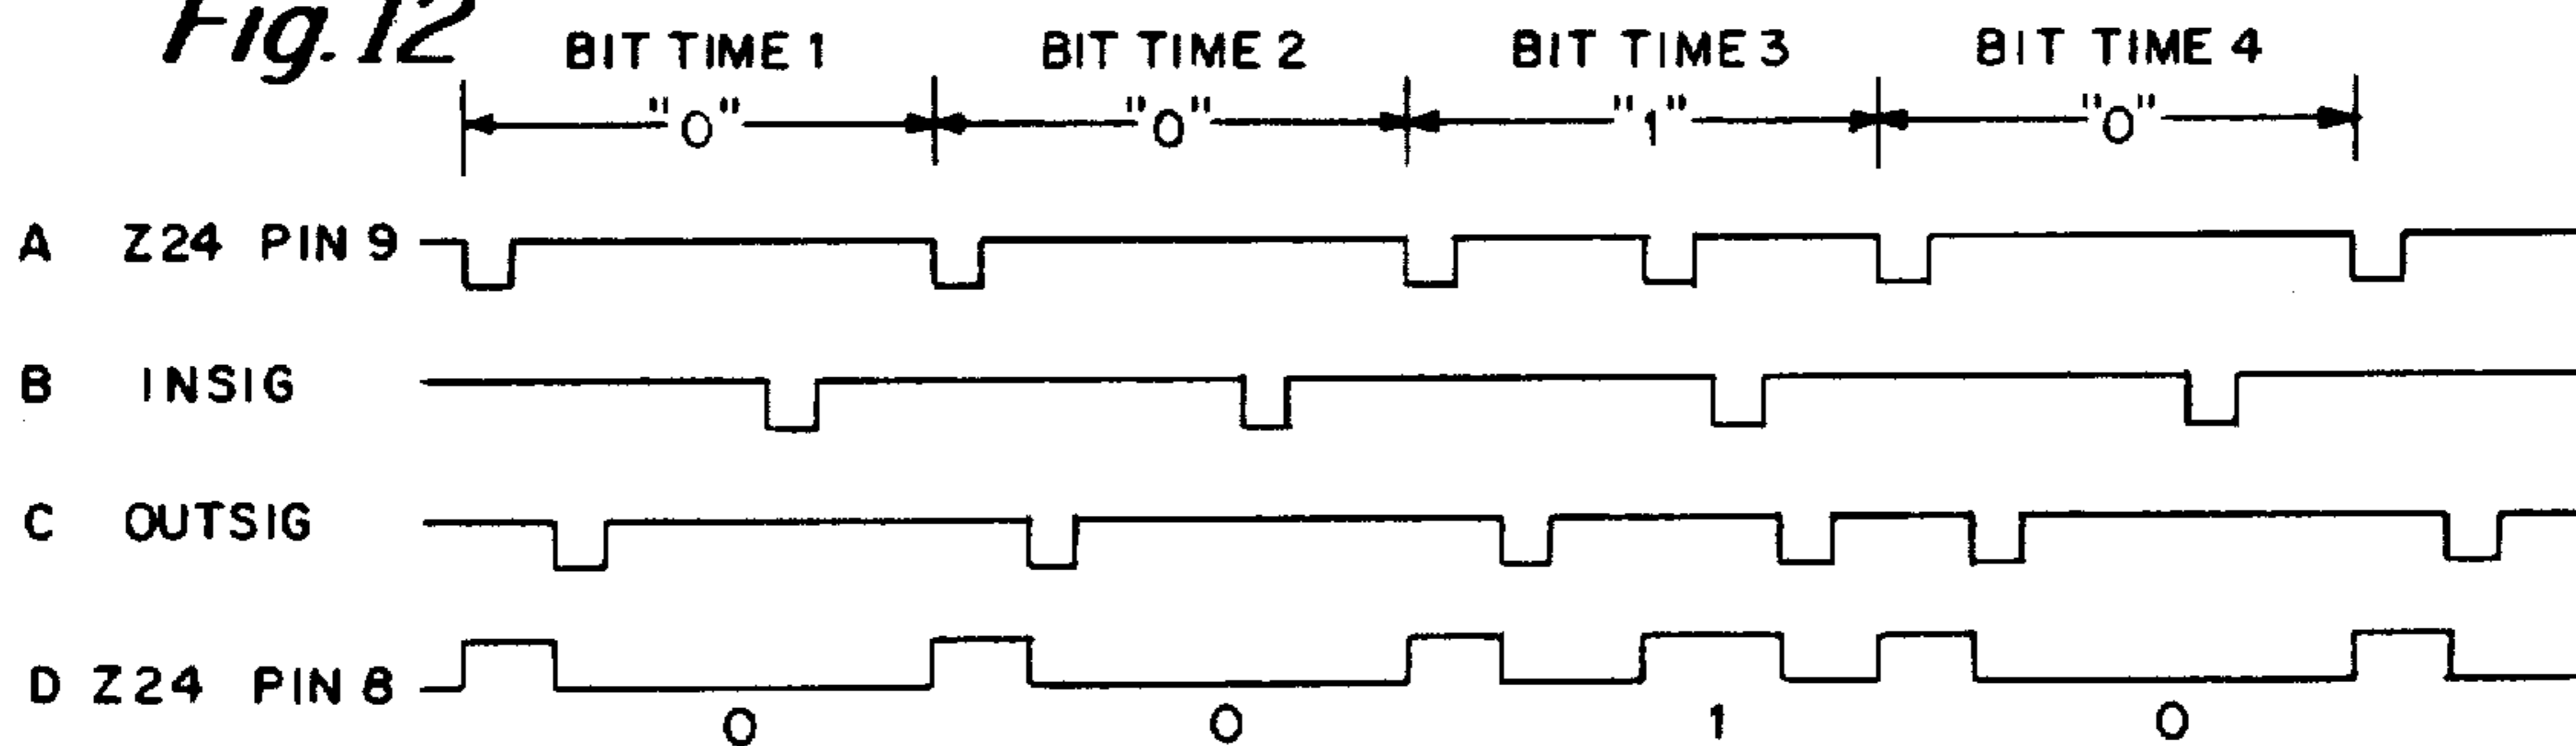 Fig. 12
BIT TIME 1 BIT TIME 2 BIT TIME 3 BIT TIME 4
"0" "0" "1" "0"
A Z24 PIN 9
B INSIG
C OUTSIG
D Z24 PIN 8
0 0 1 0